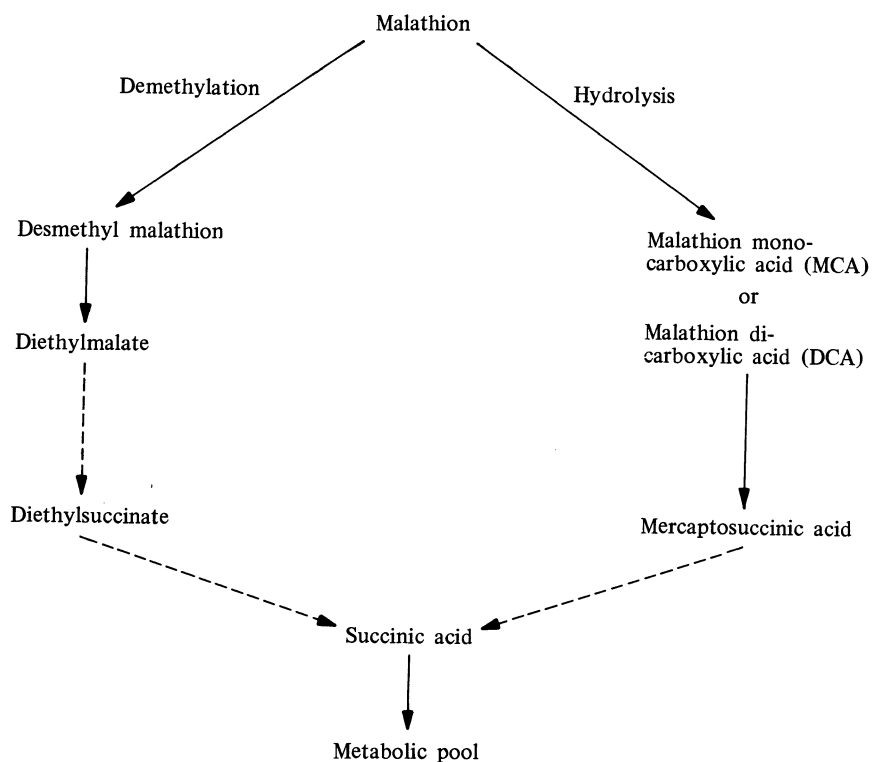 Malathion
Demethylation
Hydrolysis
Desmethyl malathion
Malathion mono-
carboxylic acid (MCA)
or
Malathion di-
carboxylic acid (DCA)
Diethylmalate
Diethylsuccinate
Mercaptosuccinic acid
Succinic acid
Metabolic pool